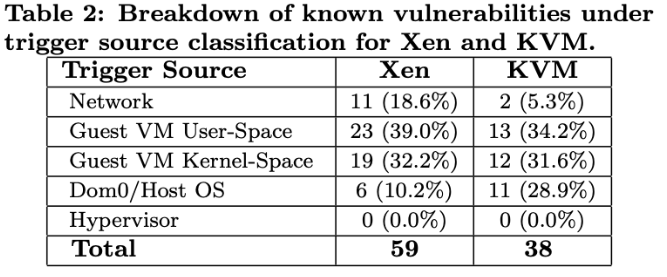 Table 2: Breakdown of known vulnerabilities under
trigger source classification for Xen and KVM.
Trigger Source Xen KVM
Network 11 (18.6%) 2 (5.3%)
Guest VM User-Space 23 (39.0%) 13 (34.2%)
Guest VM Kernel-Space 19 (32.2%) 12 (31.6%)
Dom0/Host OS 6 (10.2%) 11 (28.9%)
Hypervisor 0 (0.0%) 0 (0.0%)
Total 59 38